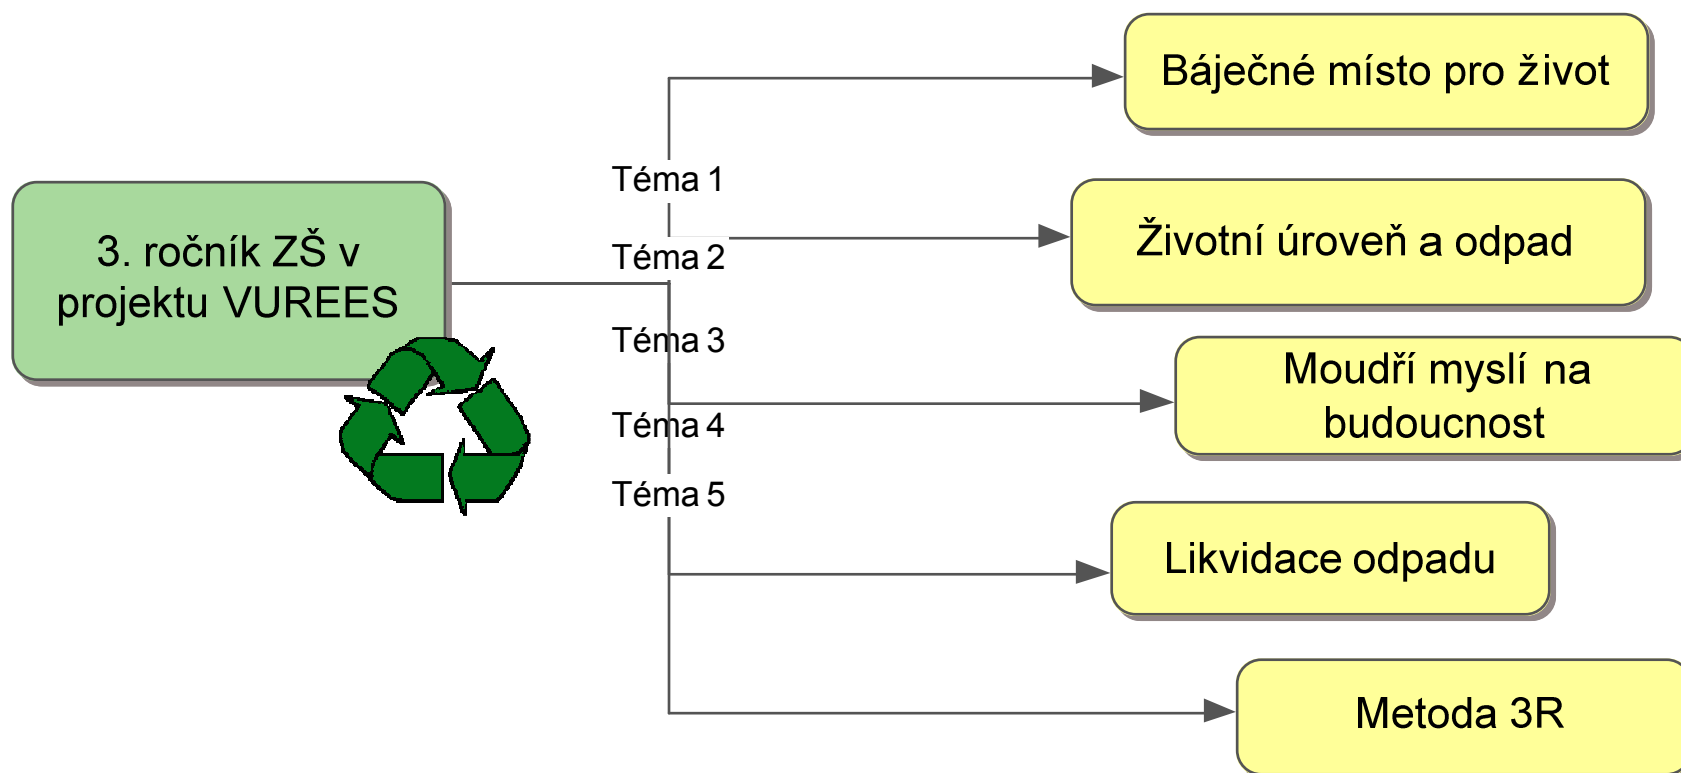 3. ročník ZŠ v
projektu VUREES
Téma 1
Téma 2
Téma 3
Téma 4
Téma 5
Báječné místo pro život
Životní úroveň a odpad
Moudří myslí na
budoucnost
Likvidace odpadu
Metoda 3R